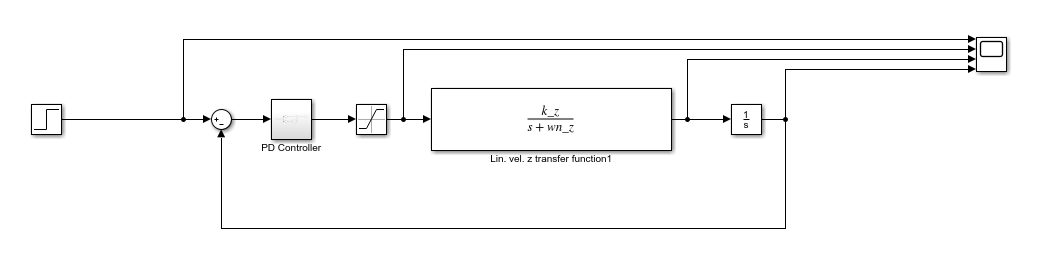 +
−
PD Controller
k_z
s + wn_z
Lin. vel. z transfer function1
1
s